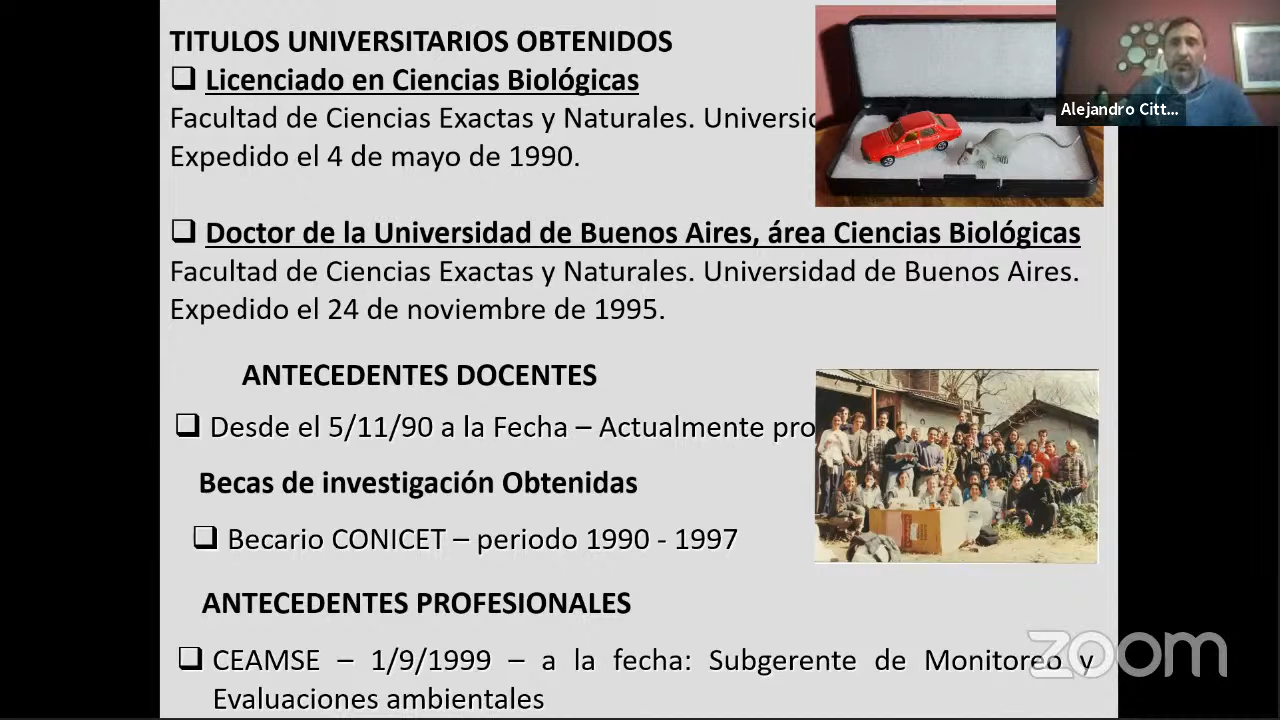 TITULOS UNIVERSITARIOS OBTENIDOS
Licenciado en Ciencias Biológicas
Facultad de Ciencias Exactas y Naturales.
Expedido el 4 de mayo de 1990.
Doctor de la Universidad de Buenos Aires, área Ciencias Biológicas
Facultad de Ciencias Exactas y Naturales. Universidad de Buenos Aires.
Expedido el 24 de noviembre de 1995.
ANTECEDENTES DOCENTES
Desde el 5/11/90 a la Fecha – Actualmente pro
Becas de investigación Obtenidas
Becario CONICET – periodo 1990 - 1997
ANTECEDENTES PROFESIONALES
CEAMSE – 1/9/1999 – a la fecha: Subgerente de Monitoreo y
Evaluaciones ambientales
Alejandro Citt...
zoom